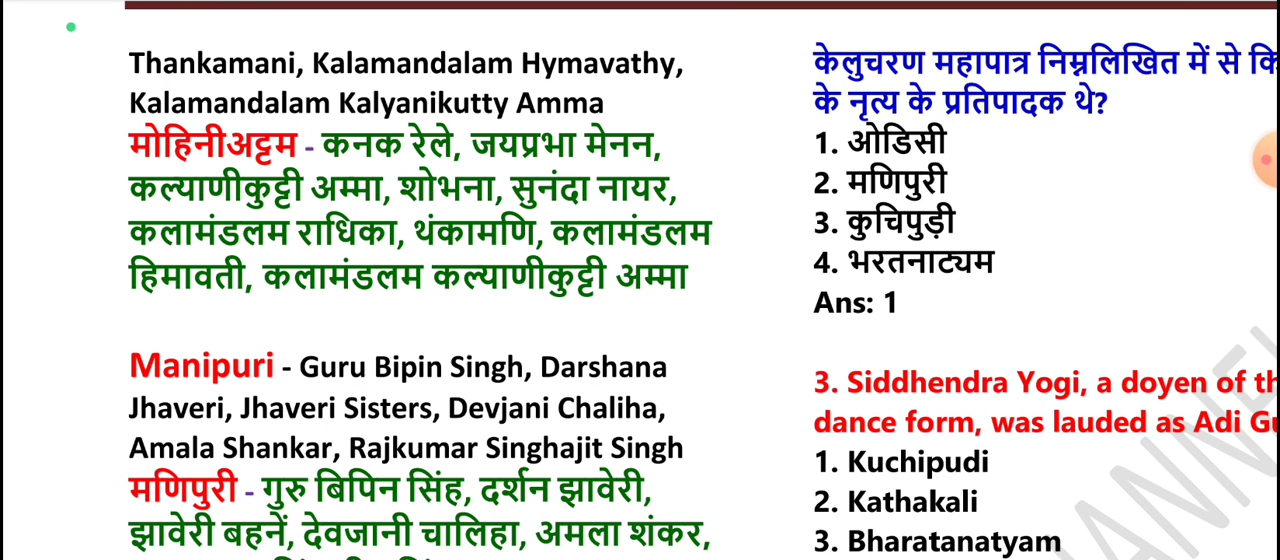 Thankamani, Kalamandalam Hymavathy,
Kalamandalam Kalyanikutty Amma
मोहिनीअट्टम - कनक रेले, जयप्रभा मेनन,
कल्याणीकुट्टी अम्मा, शोभना, सुनंदा नायर,
कलामंडलम राधिका, थंकामणि, कलामंडलम
हिमावती, कलामंडलम कल्याणीकुट्टी अम्मा
Manipuri - Guru Bipin Singh, Darshana
Jhaveri, Jhaveri Sisters, Devjani Chaliha,
Amala Shankar, Rajkumar Singhajit Singh
मणिपुरी - गुरु बिपिन सिंह, दर्शन झावेरी,
झावेरी बहनें, देवजानी चालिहा, अमला शंकर,
केलुचरण महापात्र निम्नलिखित में से
के नृत्य के प्रतिपादक थे?
1. ओडिसी
2. मणिपुरी
3. कुचिपुड़ी
4. भरतनाट्यम
Ans: 1
3. Siddhendra Yogi, a doyen of
dance form, was lauded as Adi
1. Kuchipudi
2. Kathakali
3. Bharatanatyam